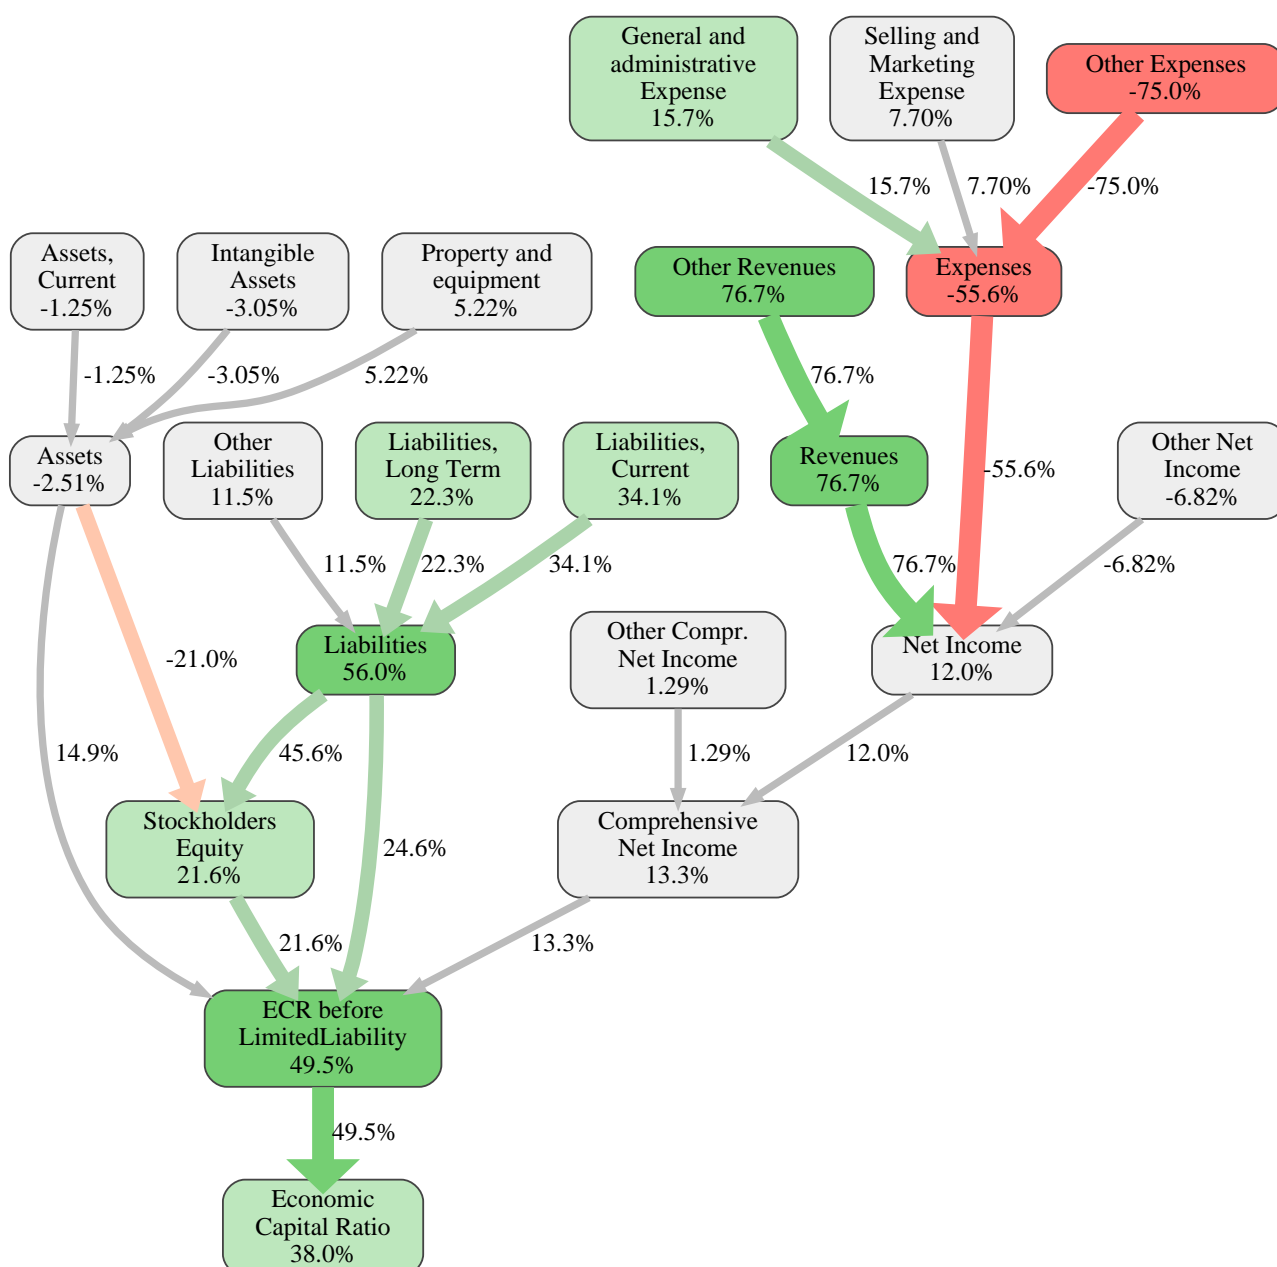 General and
administrative
Expense
15.7%
Selling and
Marketing
Expense
7.70%
Other Expenses
-75.0%
15.7%
7.70%
-75.0%
Assets,
Current
-1.25%
Intangible
Assets
-3.05%
Property and
equipment
5.22%
Other Revenues
76.7%
Expenses
-55.6%
-1.25%
-3.05%
5.22%
76.7%
Assets
-2.51%
Other
Liabilities
11.5%
Liabilities,
Long Term
22.3%
Liabilities,
Current
34.1%
Revenues
76.7%
-55.6%
Other Net
Income
-6.82%
11.5%
22.3%
34.1%
76.7%
-6.82%
-21.0%
Liabilities
56.0%
Other Compr.
Net Income
1.29%
Net Income
12.0%
14.9%
45.6%
1.29%
12.0%
Stockholders
Equity
21.6%
24.6%
Comprehensive
Net Income
13.3%
21.6%
13.3%
ECR before
LimitedLiability
49.5%
49.5%
Economic
Capital Ratio
38.0%